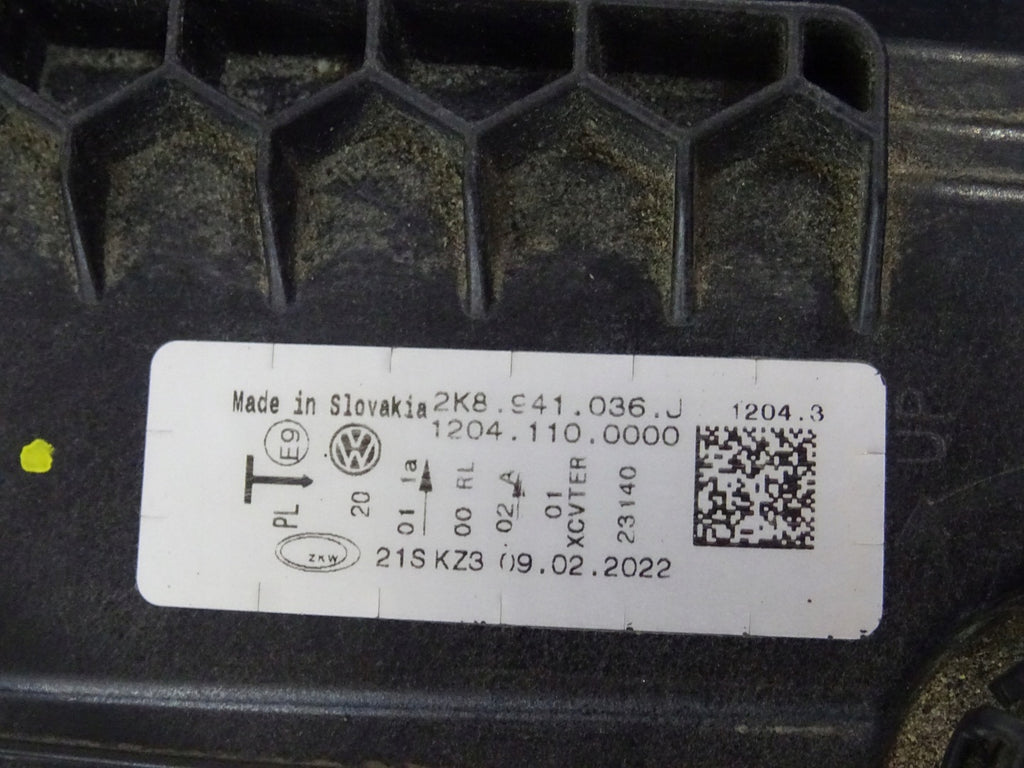 Made in Slovakia 2K8.941.036.J
1204.3
1204.110.0000
E9
PL
20
01 1a
00 RL
02 A
01
XCVTER
23140
ZKW
21S KZ3 09.02.2022
UP